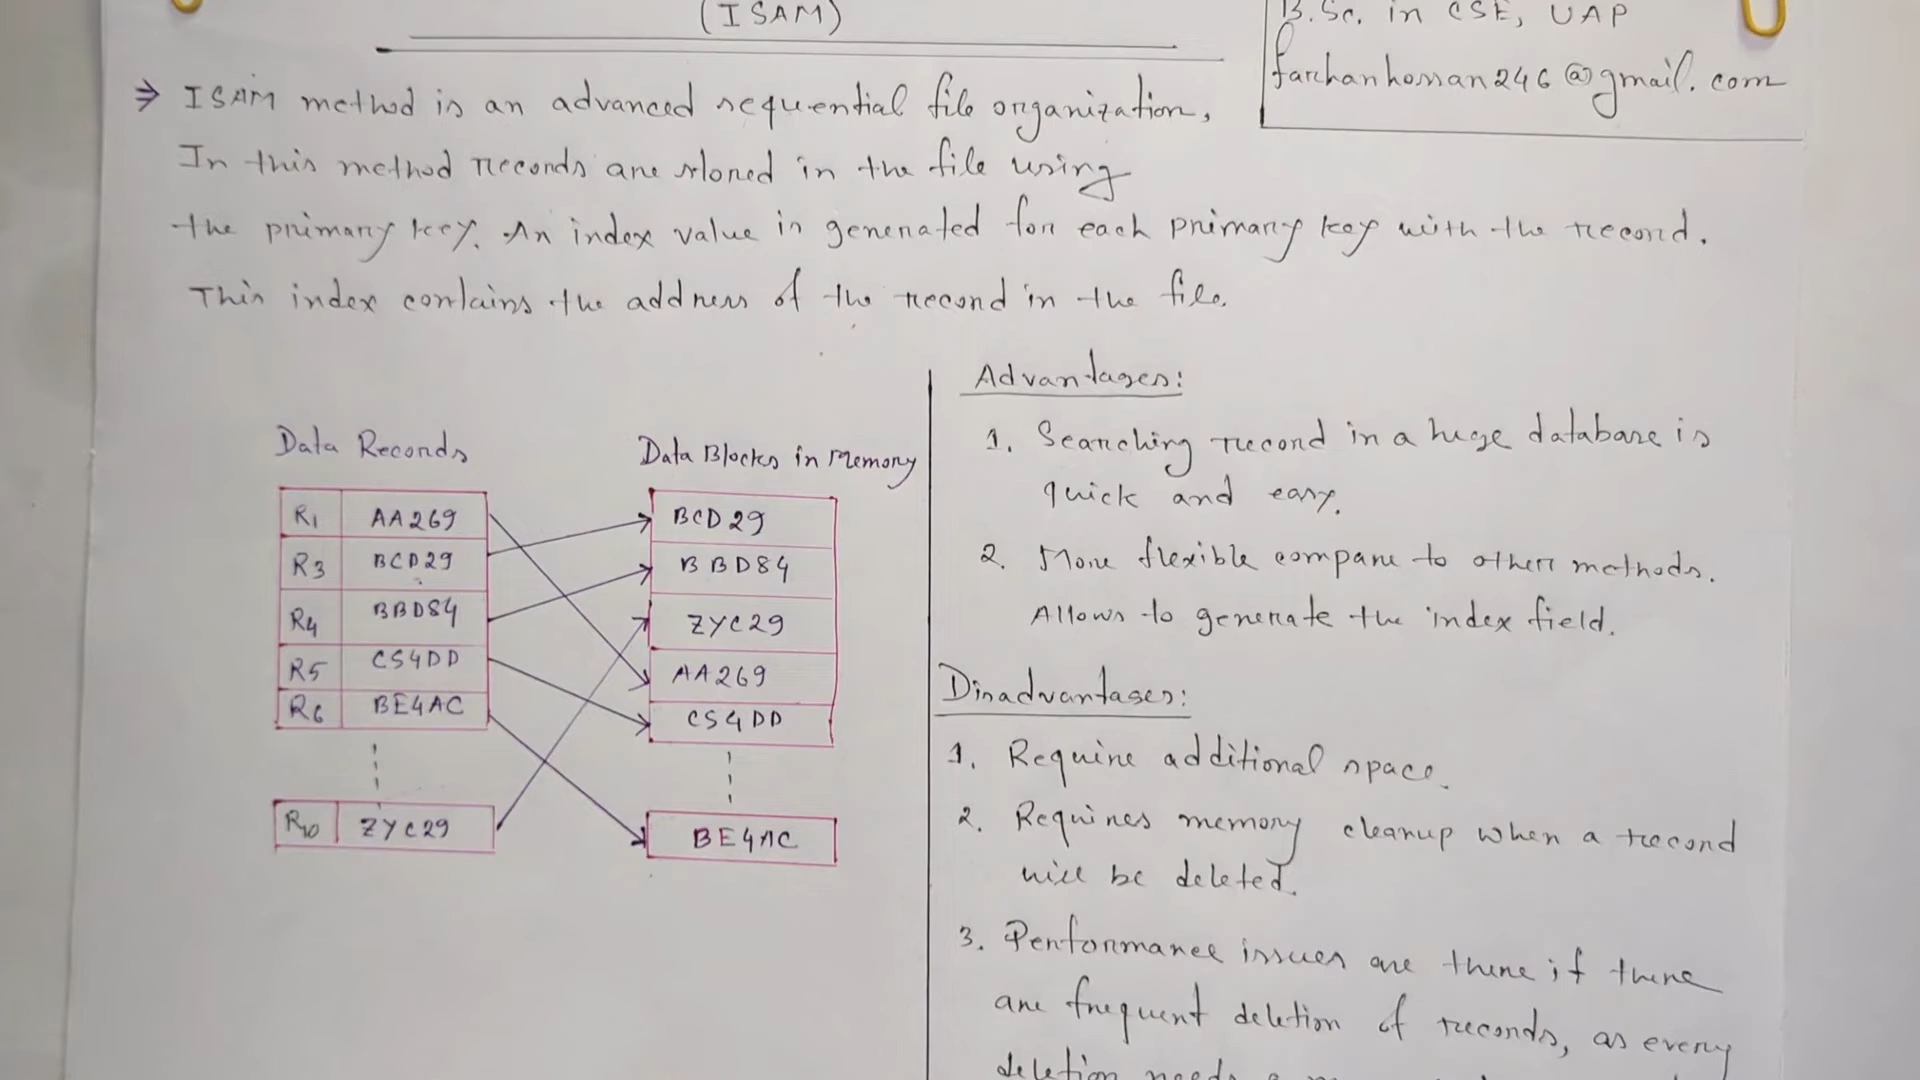 (ISAM)
B.Sc. in CSE, UAP
farhanhossan246@gmail.com
⇒ ISAM method is an advanced sequential file organization,
In this method records are stored in the file using
the primary key. An index value is generated for each primary key with the record.
This index contains the address of the record in the file.
Data Records
R1 AA269
R3 BCD29
R4 BBD84
R5 CS4DD
R6 BE4AC
R10 ZYC29
Data Blocks in Memory
BCD29
BBD84
ZYC29
AA269
CS4DD
BE4AC
Advantages:
1. Searching record in a huge database is
quick and easy.
2. More flexible compare to other methods.
Allows to generate the index field.
Disadvantages:
1. Require additional space.
2. Requires memory cleanup when a record
will be deleted.
3. Performance issues are there if there
are frequent deletion of records, as every
deletion needs a